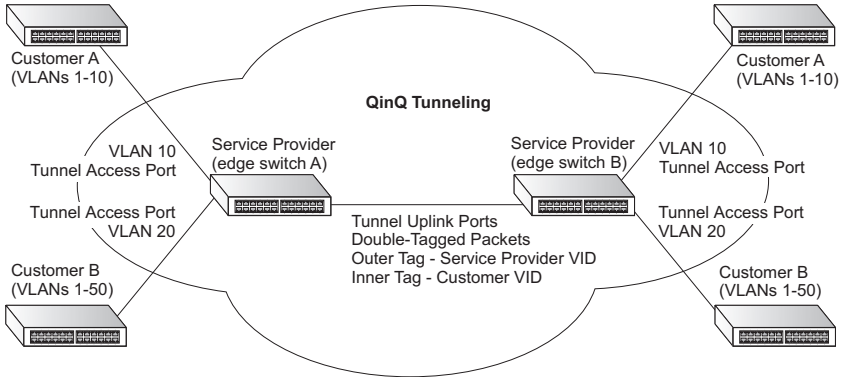 Customer A
(VLANs 1-10)
Customer A
(VLANs 1-10)
QinQ Tunneling
VLAN 10
Tunnel Access Port
Service Provider
(edge switch A)
Service Provider
(edge switch B)
VLAN 10
Tunnel Access Port
Tunnel Access Port
VLAN 20
Tunnel Uplink Ports
Double-Tagged Packets
Outer Tag - Service Provider VID
Inner Tag - Customer VID
Tunnel Access Port
VLAN 20
Customer B
(VLANs 1-50)
Customer B
(VLANs 1-50)